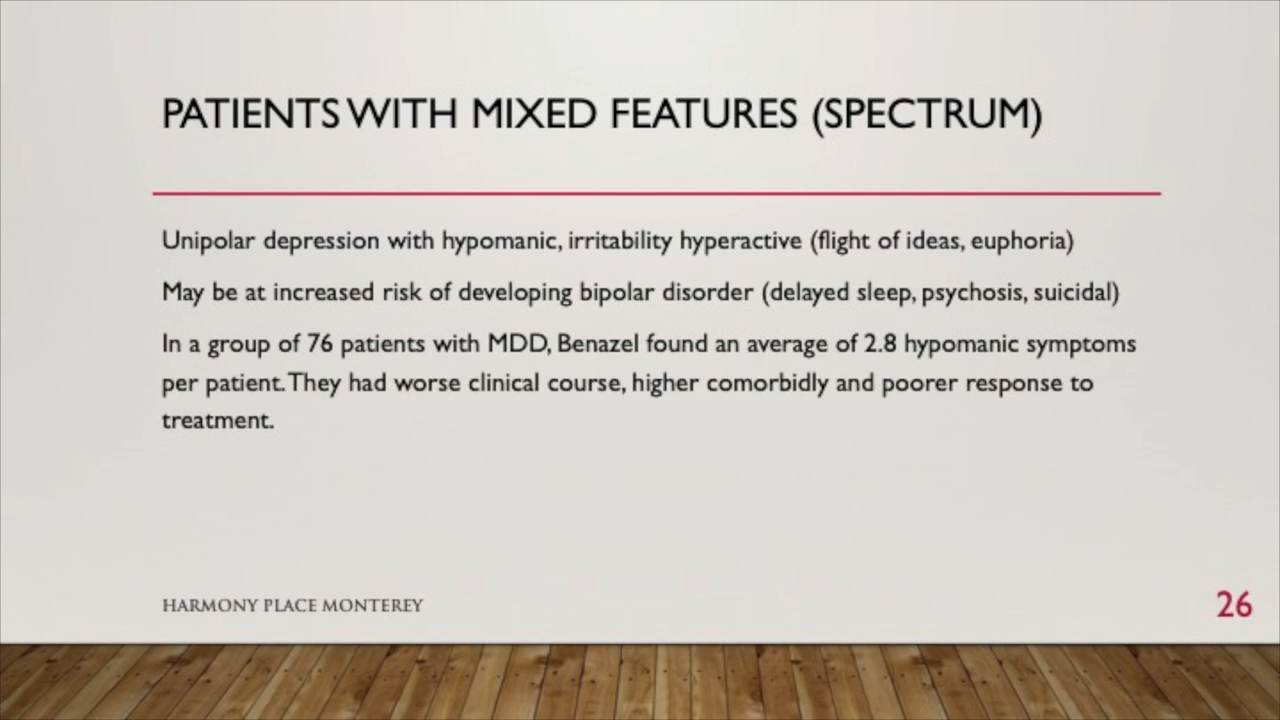 PATIENTS WITH MIXED FEATURES (SPECTRUM)
Unipolar depression with hypomanic, irritability hyperactive (flight of ideas, euphoria)
May be at increased risk of developing bipolar disorder (delayed sleep, psychosis, suicidal)
In a group of 76 patients with MDD, Benazel found an average of 2.8 hypomanic symptoms
per patient. They had worse clinical course, higher comorbidly and poorer response to
treatment.
HARMONY PLACE MONTEREY
26